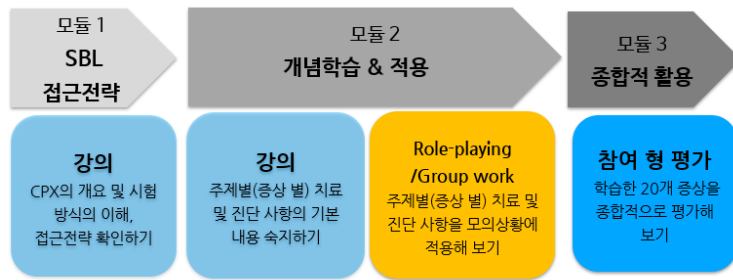 모듈 1
SBL
접근전략
모듈 2
개념학습 & 적용
모듈 3
종합적 활용
강의
CPX의 개요 및 시험
방식의 이해,
접근전략 확인하기
강의
주제별(증상 별) 치료
및 진단 사항의 기본
내용 숙지하기
Role-playing
/Group work
주제별(증상 별) 치료 및
진단 사항을 모의상황에
적용해 보기
참여 형 평가
학습한 20개 증상을
종합적으로 평가해
보기